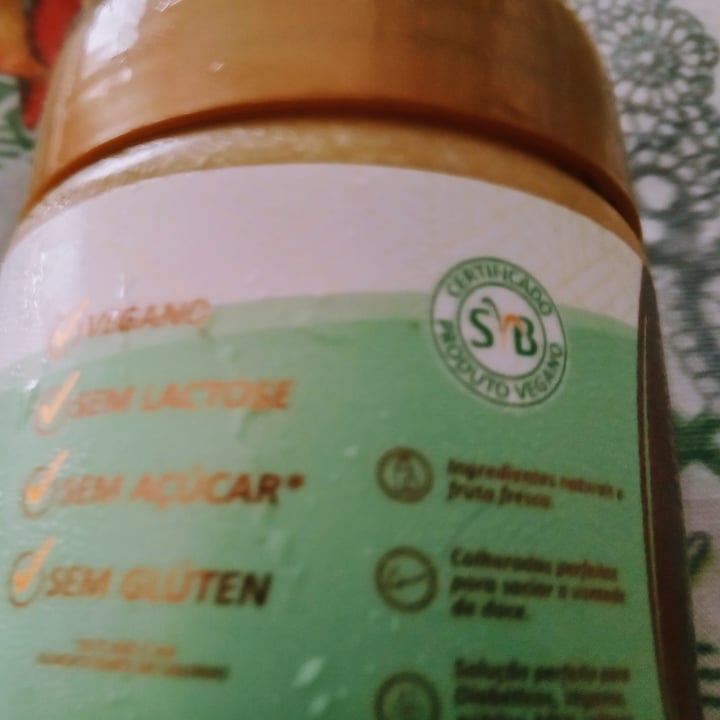 VEGANO
SEM LACTOSE
SEM AÇÚCAR*
SEM GLÚTEN
CERTIFICADO
SVB
PRODUTO VEGANO
Ingredientes naturais e
fruta fresca.
Colheradas perfeitas
para saciar a vontade
de doce.
Solução perfeita para
Diabéticos,